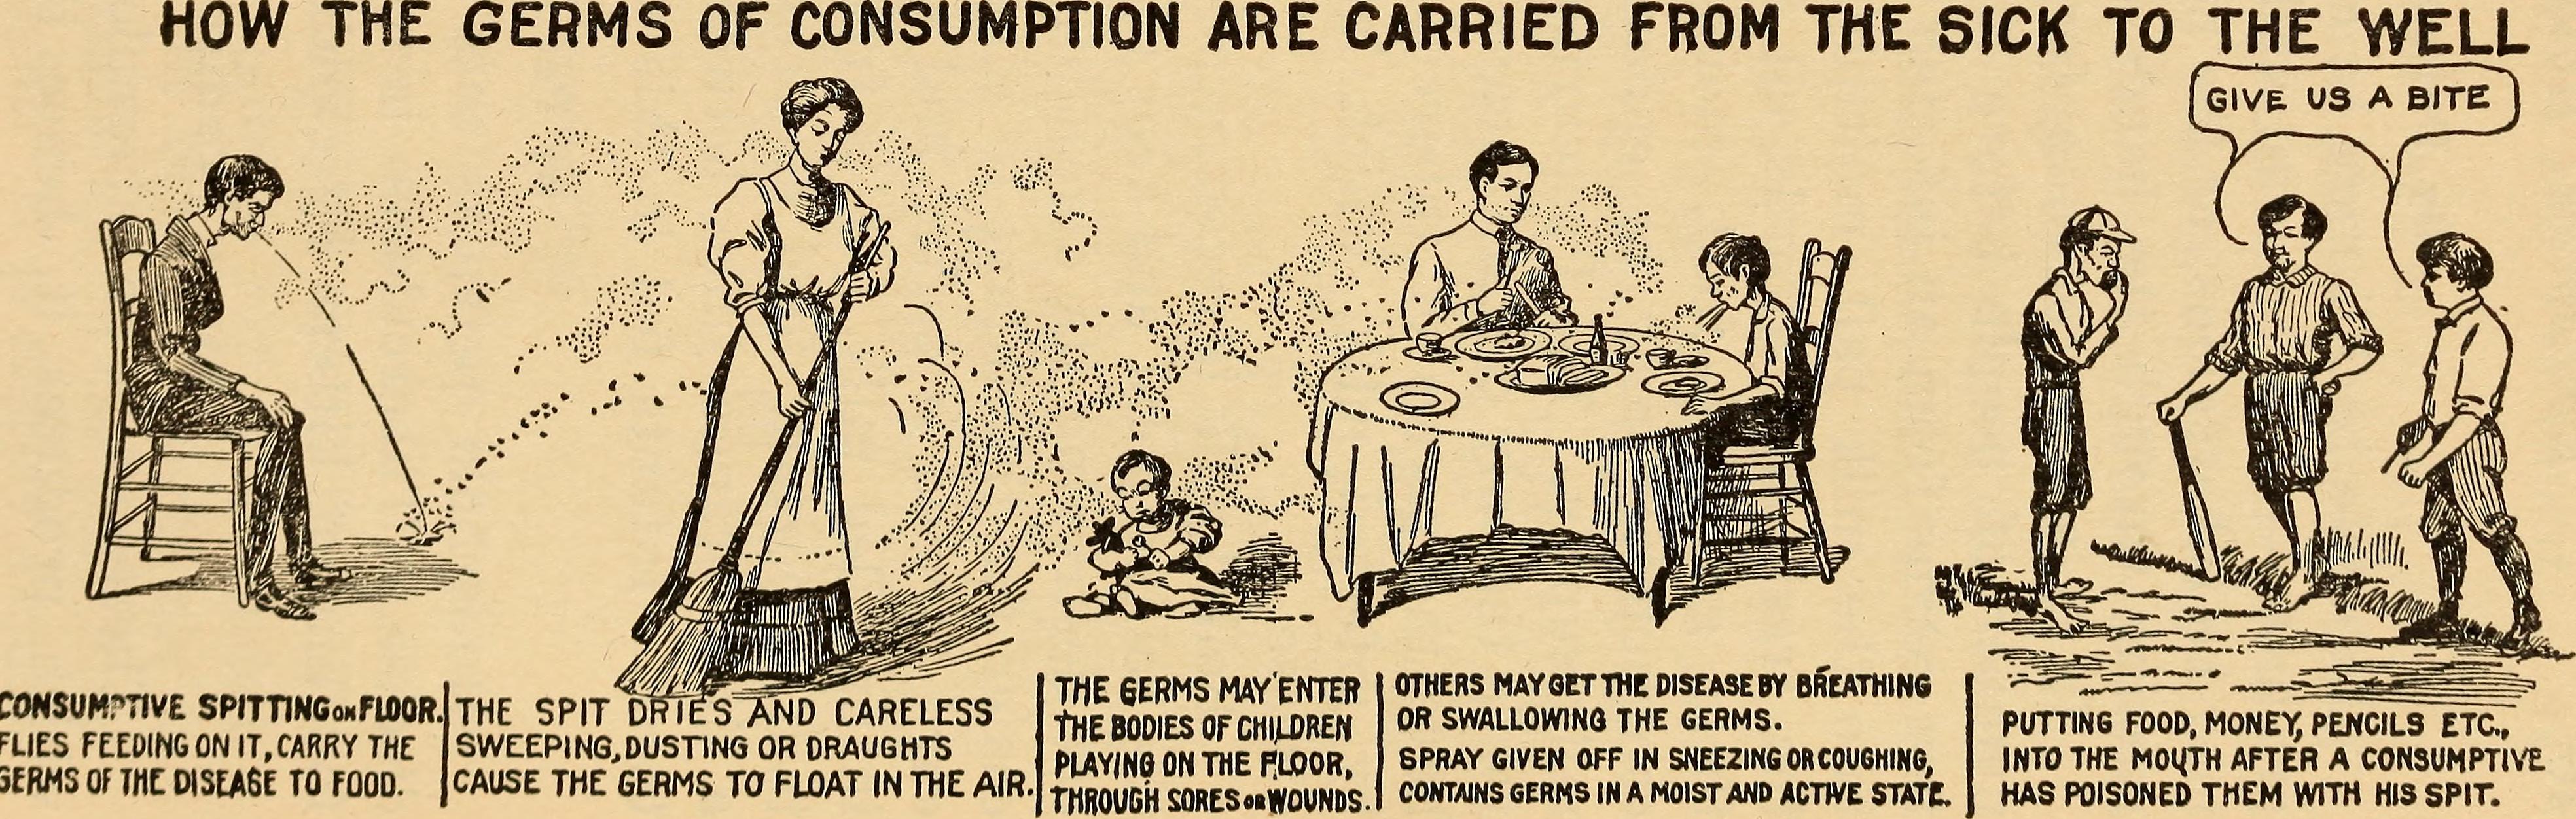 HOW THE GERMS OF CONSUMPTION ARE CARRIED FROM THE SICK TO THE WELL
GIVE US A BITE
CONSUMPTIVE SPITTING ON FLOOR.
FLIES FEEDING ON IT, CARRY THE
GERMS OF THE DISEASE TO FOOD.
THE SPIT DRIES AND CARELESS
SWEEPING, DUSTING OR DRAUGHTS
CAUSE THE GERMS TO FLOAT IN THE AIR.
THE GERMS MAY ENTER
THE BODIES OF CHILDREN
PLAYING ON THE FLOOR,
THROUGH SORES OR WOUNDS.
OTHERS MAY GET THE DISEASE BY BREATHING
OR SWALLOWING THE GERMS.
SPRAY GIVEN OFF IN SNEEZING OR COUGHING,
CONTAINS GERMS IN A MOIST AND ACTIVE STATE.
PUTTING FOOD, MONEY, PENCILS ETC.,
INTO THE MOUTH AFTER A CONSUMPTIVE
HAS POISONED THEM WITH HIS SPIT.